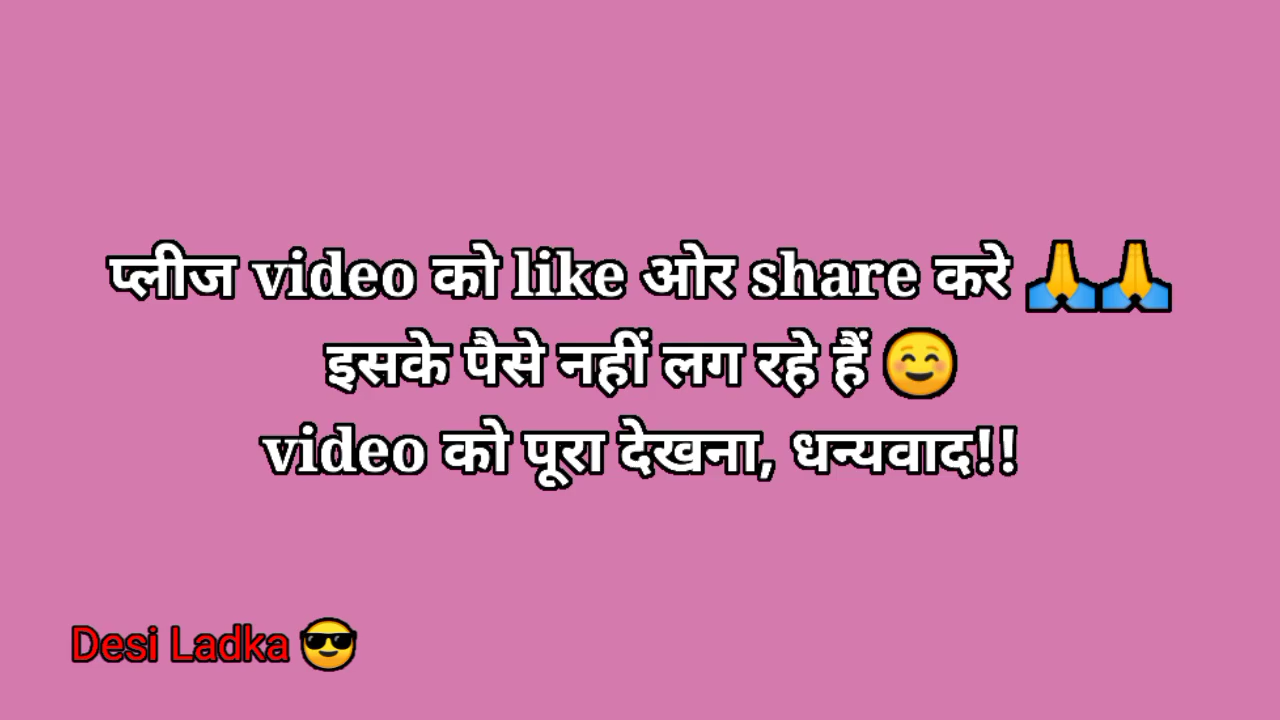 प्लीज video को like ओर share करे 🙏🙏
इसके पैसे नहीं लग रहे हैं ☺️
video को पूरा देखना, धन्यवाद!!
Desi Ladka 😎